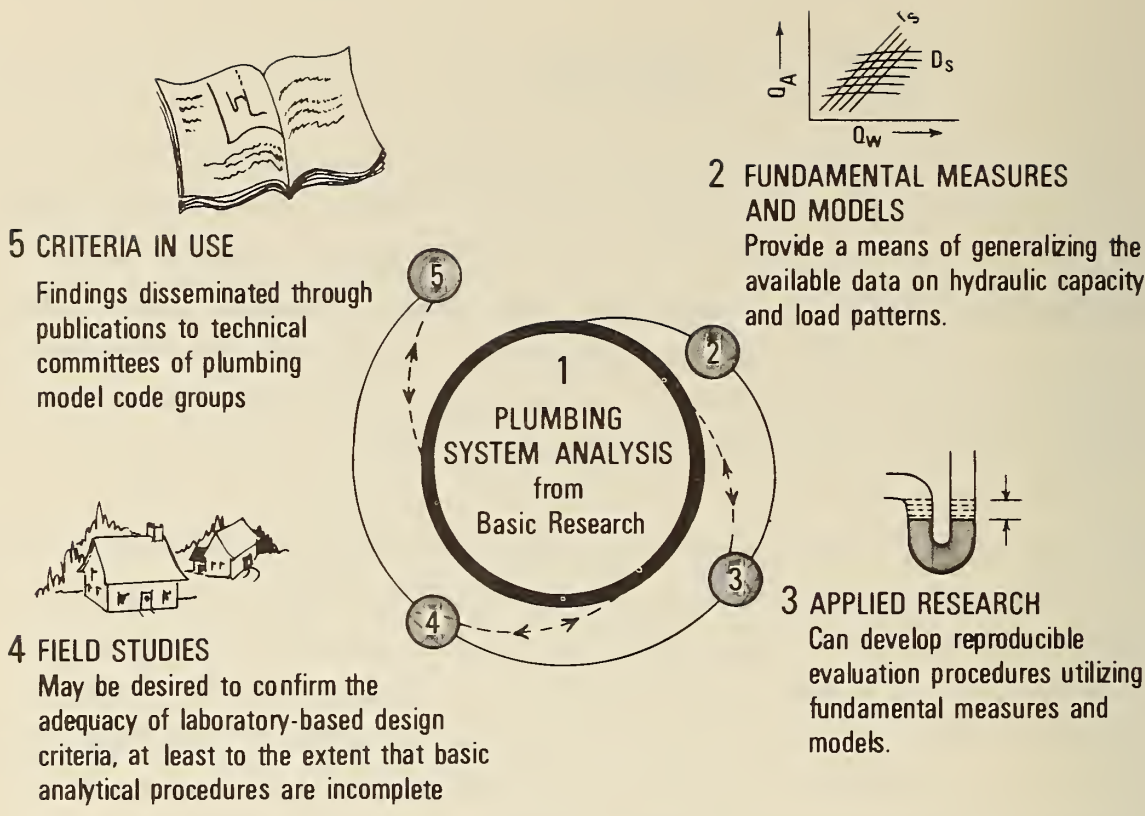 5 CRITERIA IN USE
Findings disseminated through
publications to technical
committees of plumbing
model code groups
Q_A
r_s
D_s
Q_W
2 FUNDAMENTAL MEASURES
AND MODELS
Provide a means of generalizing the
available data on hydraulic capacity
and load patterns.
5
2
1
PLUMBING
SYSTEM ANALYSIS
from
Basic Research
3
4
3 APPLIED RESEARCH
Can develop reproducible
evaluation procedures utilizing
fundamental measures and
models.
4 FIELD STUDIES
May be desired to confirm the
adequacy of laboratory-based design
criteria, at least to the extent that basic
analytical procedures are incomplete